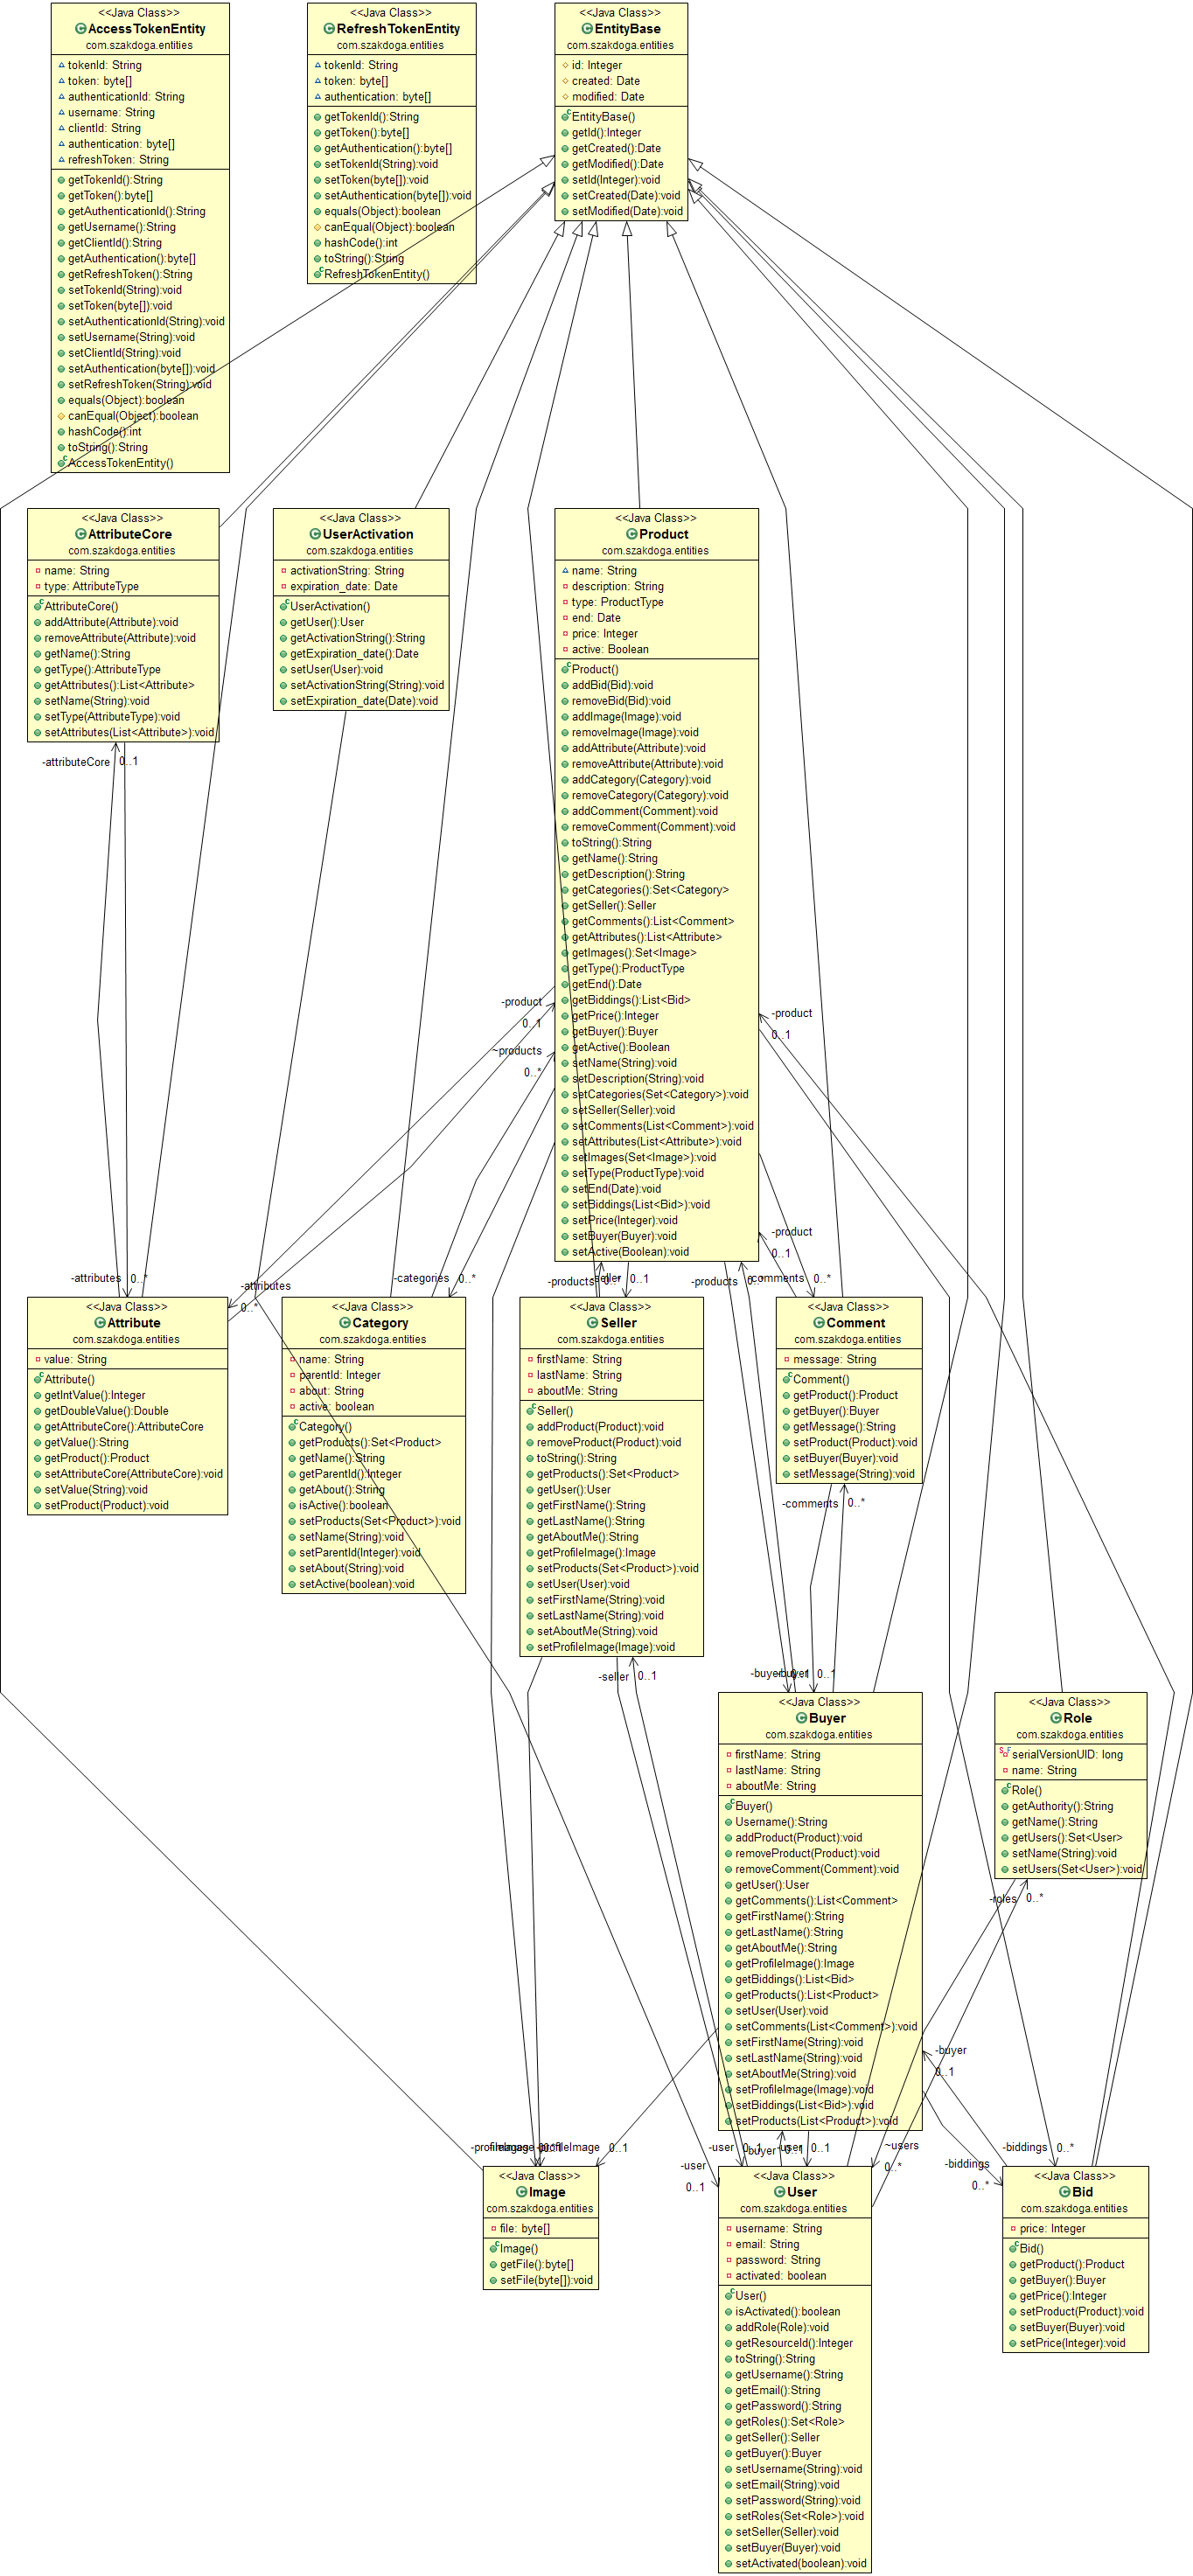 <<Java Class>>
AccessTokenEntity
com.szakdoga.entities
tokenId: String
token: byte[]
authenticationId: String
username: String
clientId: String
authentication: byte[]
refreshToken: String
getTokenId():String
getToken():byte[]
getAuthenticationId():String
getUsername():String
getClientId():String
getAuthentication():byte[]
getRefreshToken():String
setTokenId(String):void
setToken(byte[]):void
setAuthenticationId(String):void
setUsername(String):void
setClientId(String):void
setAuthentication(byte[]):void
setRefreshToken(String):void
equals(Object):boolean
canEqual(Object):boolean
hashCode():int
toString():String
AccessTokenEntity()
<<Java Class>>
RefreshTokenEntity
com.szakdoga.entities
tokenId: String
token: byte[]
authentication: byte[]
getTokenId():String
getToken():byte[]
getAuthentication():byte[]
setTokenId(String):void
setToken(byte[]):void
setAuthentication(byte[]):void
equals(Object):boolean
canEqual(Object):boolean
hashCode():int
toString():String
RefreshTokenEntity()
<<Java Class>>
EntityBase
com.szakdoga.entities
id: Integer
created: Date
modified: Date
EntityBase()
getId():Integer
getCreated():Date
getModified():Date
setId(Integer):void
setCreated(Date):void
setModified(Date):void
<<Java Class>>
AttributeCore
com.szakdoga.entities
name: String
type: AttributeType
AttributeCore()
addAttribute(Attribute):void
removeAttribute(Attribute):void
getName():String
getType():AttributeType
getAttributes():List<Attribute>
setName(String):void
setType(AttributeType):void
setAttributes(List<Attribute>):void
-attributeCore 0..1
<<Java Class>>
UserActivation
com.szakdoga.entities
activationString: String
expiration_date: Date
UserActivation()
getUser():User
getActivationString():String
getExpiration_date():Date
setUser(User):void
setActivationString(String):void
setExpiration_date(Date):void
<<Java Class>>
Product
com.szakdoga.entities
name: String
description: String
type: ProductType
end: Date
price: Integer
active: Boolean
Product()
addBid(Bid):void
removeBid(Bid):void
addImage(Image):void
removeImage(Image):void
addAttribute(Attribute):void
removeAttribute(Attribute):void
addCategory(Category):void
removeCategory(Category):void
addComment(Comment):void
removeComment(Comment):void
toString():String
getName():String
getDescription():String
getCategories():Set<Category>
getSeller():Seller
getComments():List<Comment>
getAttributes():List<Attribute>
getImages():Set<Image>
getType():ProductType
getEnd():Date
getBiddings():List<Bid>
getPrice():Integer
getBuyer():Buyer
getActive():Boolean
setName(String):void
setDescription(String):void
setCategories(Set<Category>):void
setSeller(Seller):void
setComments(List<Comment>):void
setAttributes(List<Attribute>):void
setImages(Set<Image>):void
setType(ProductType):void
setEnd(Date):void
setBiddings(List<Bid>):void
setPrice(Integer):void
setBuyer(Buyer):void
setActive(Boolean):void
-product
0..1
~products
0..*
-product
0..1
-product
0..1
-attributes 0..*
-attributes
0..*
-categories 0..*
-products
-seller 0..1
-products
-comments 0..*
<<Java Class>>
Attribute
com.szakdoga.entities
value: String
Attribute()
getIntValue():Integer
getDoubleValue():Double
getAttributeCore():AttributeCore
getValue():String
getProduct():Product
setAttributeCore(AttributeCore):void
setValue(String):void
setProduct(Product):void
<<Java Class>>
Category
com.szakdoga.entities
name: String
parentId: Integer
about: String
active: boolean
Category()
getProducts():Set<Product>
getName():String
getParentId():Integer
getAbout():String
isActive():boolean
setProducts(Set<Product>):void
setName(String):void
setParentId(Integer):void
setAbout(String):void
setActive(boolean):void
<<Java Class>>
Seller
com.szakdoga.entities
firstName: String
lastName: String
aboutMe: String
Seller()
addProduct(Product):void
removeProduct(Product):void
toString():String
getProducts():Set<Product>
getUser():User
getFirstName():String
getLastName():String
getAboutMe():String
getProfileImage():Image
setProducts(Set<Product>):void
setUser(User):void
setFirstName(String):void
setLastName(String):void
setAboutMe(String):void
setProfileImage(Image):void
-seller 0..1
<<Java Class>>
Comment
com.szakdoga.entities
message: String
Comment()
getProduct():Product
getBuyer():Buyer
getMessage():String
setProduct(Product):void
setBuyer(Buyer):void
setMessage(String):void
-comments 0..*
-buyer
-buyer
0..1
<<Java Class>>
Buyer
com.szakdoga.entities
firstName: String
lastName: String
aboutMe: String
Buyer()
Username():String
addProduct(Product):void
removeProduct(Product):void
removeComment(Comment):void
getUser():User
getComments():List<Comment>
getFirstName():String
getLastName():String
getAboutMe():String
getProfileImage():Image
getBiddings():List<Bid>
getProducts():List<Product>
setUser(User):void
setComments(List<Comment>):void
setFirstName(String):void
setLastName(String):void
setAboutMe(String):void
setProfileImage(Image):void
setBiddings(List<Bid>):void
setProducts(List<Product>):void
<<Java Class>>
Role
com.szakdoga.entities
serialVersionUID: long
name: String
Role()
getAuthority():String
getName():String
getUsers():Set<User>
setName(String):void
setUsers(Set<User>):void
-roles 0..*
-buyer
0..1
~users
0..*
-biddings 0..*
-biddings
0..*
-profileImage 0..1
-user
0..1
-user 0..1
-buyer 0..1
-user 0..1
<<Java Class>>
Image
com.szakdoga.entities
file: byte[]
Image()
getFile():byte[]
setFile(byte[]):void
<<Java Class>>
User
com.szakdoga.entities
username: String
email: String
password: String
activated: boolean
User()
isActivated():boolean
addRole(Role):void
getResourceId():Integer
toString():String
getUsername():String
getEmail():String
getPassword():String
getRoles():Set<Role>
getSeller():Seller
getBuyer():Buyer
setUsername(String):void
setEmail(String):void
setPassword(String):void
setRoles(Set<Role>):void
setSeller(Seller):void
setBuyer(Buyer):void
setActivated(boolean):void
<<Java Class>>
Bid
com.szakdoga.entities
price: Integer
Bid()
getProduct():Product
getBuyer():Buyer
getPrice():Integer
setProduct(Product):void
setBuyer(Buyer):void
setPrice(Integer):void